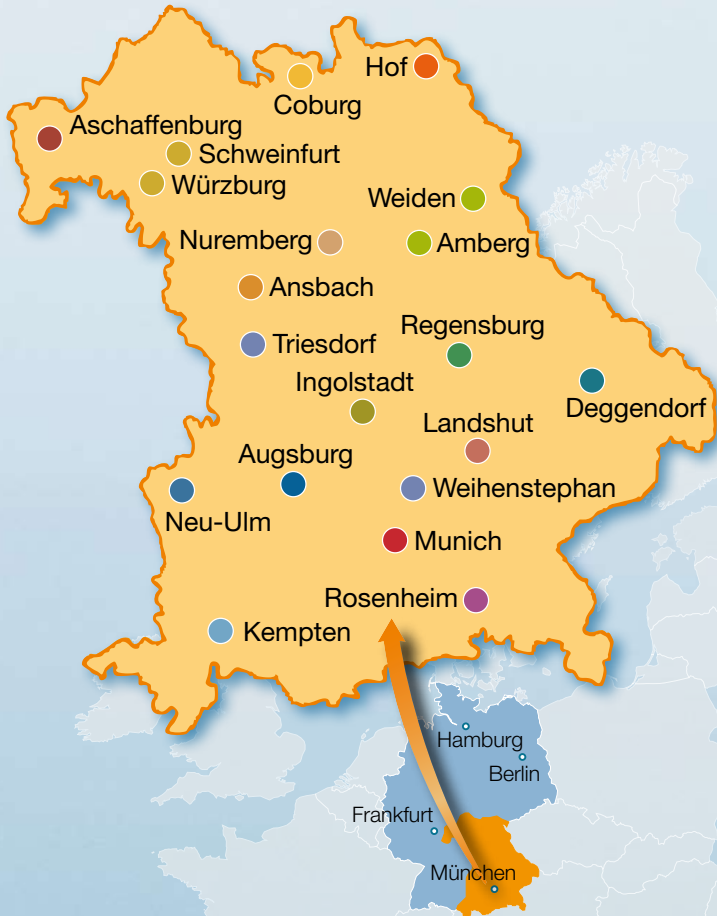 Hof
Coburg
Aschaffenburg
Schweinfurt
Würzburg
Weiden
Nuremberg
Amberg
Ansbach
Regensburg
Triesdorf
Ingolstadt
Deggendorf
Landshut
Augsburg
Weihenstephan
Neu-Ulm
Munich
Rosenheim
Kempten
Hamburg
Berlin
Frankfurt
München